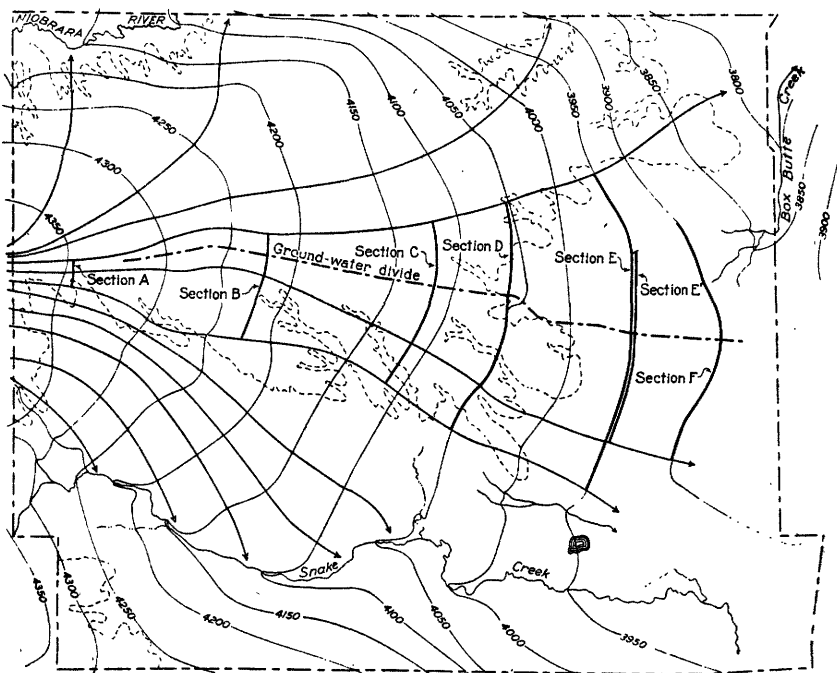 NIOBRARA RIVER
3800
3850
3900
3950
4000
4050
4100
4150
4200
4250
4300
4350
Box Butte Creek
3850
3900
Ground-water divide
Section A
Section B
Section C
Section D
Section E
Section E'
Section F
Snake Creek
4350
4300
4250
4200
4150
4100
4050
4000
3950